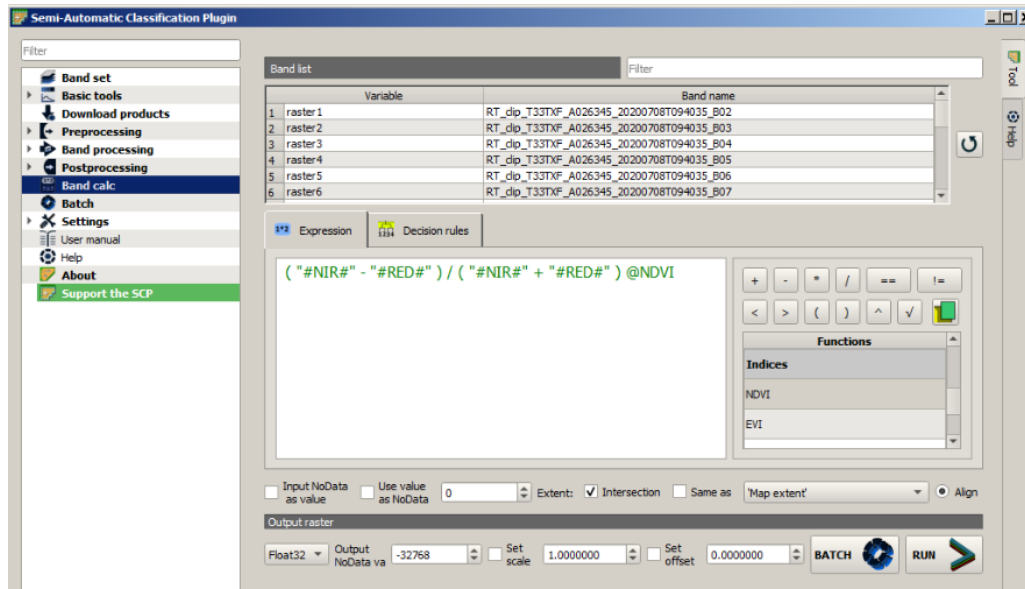 Semi-Automatic Classification Plugin
Filter
Band set
Basic tools
Download products
Preprocessing
Band processing
Postprocessing
Band calc
Batch
Settings
User manual
Help
About
Support the SCP
Band list
Filter
Variable Band name
1 raster1 RT_clip_T33TXF_A026345_20200708T094035_B02
2 raster2 RT_clip_T33TXF_A026345_20200708T094035_B03
3 raster3 RT_clip_T33TXF_A026345_20200708T094035_B04
4 raster4 RT_clip_T33TXF_A026345_20200708T094035_B05
5 raster5 RT_clip_T33TXF_A026345_20200708T094035_B06
6 raster6 RT_clip_T33TXF_A026345_20200708T094035_B07
Expression Decision rules
( "#NIR#" - "#RED#" ) / ( "#NIR#" + "#RED#" ) @NDVI
+ - * / == !=
< > ( ) ^ √
Functions
Indices
NDVI
EVI
Input NoData as value
Use value as NoData
0
Extent:
Intersection
Same as
'Map extent'
Align
Output raster
Float32
Output NoData va
-32768
Set scale
1.0000000
Set offset
0.0000000
BATCH
RUN
Tool
Help